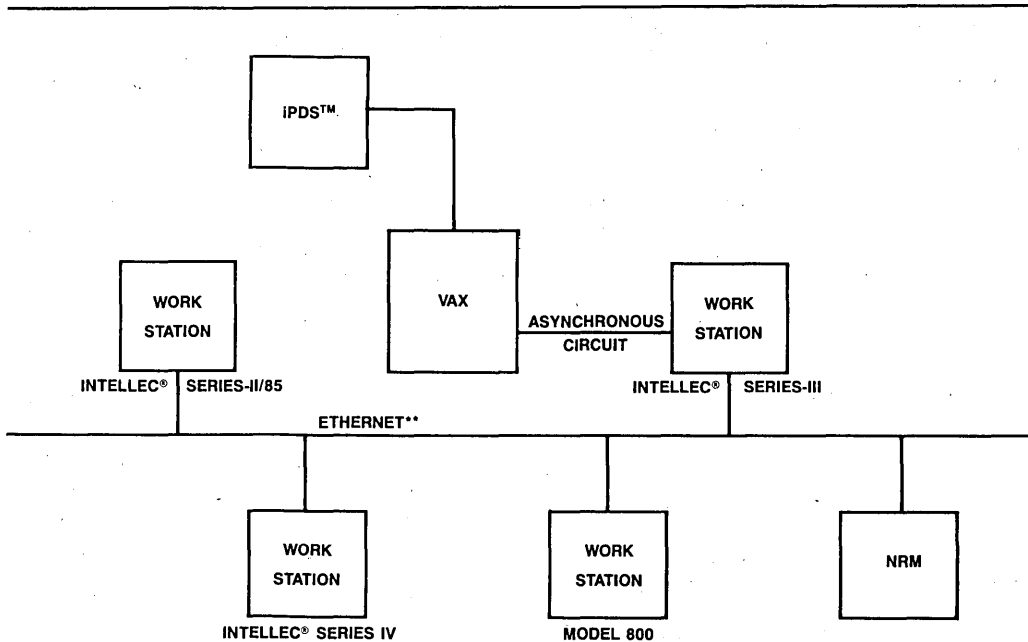 iPDS™
VAX
WORK
STATION
INTELLEC® SERIES-II/85
ASYNCHRONOUS
CIRCUIT
WORK
STATION
INTELLEC® SERIES-III
ETHERNET**
WORK
STATION
INTELLEC® SERIES IV
WORK
STATION
MODEL 800
NRM